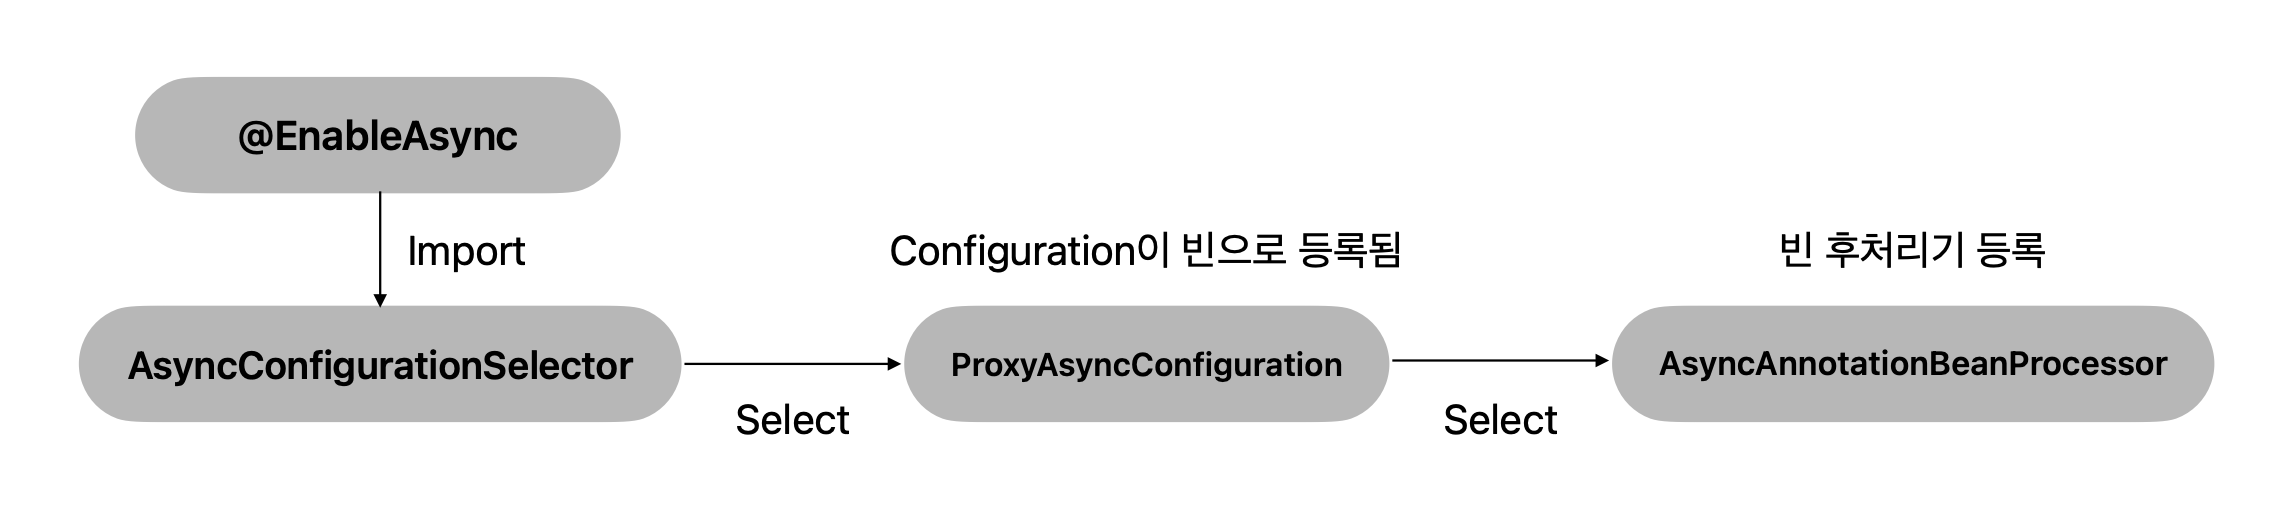 @EnableAsync
Import
Configuration이 빈으로 등록됨
빈 후처리기 등록
AsyncConfigurationSelector
ProxyAsyncConfiguration
AsyncAnnotationBeanProcessor
Select
Select